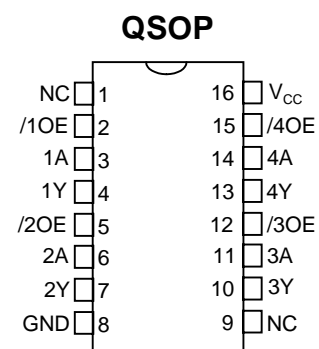 QSOP
NC 1 16 VCC
/1OE 2 15 /4OE
1A 3 14 4A
1Y 4 13 4Y
/2OE 5 12 /3OE
2A 6 11 3A
2Y 7 10 3Y
GND 8 9 NC